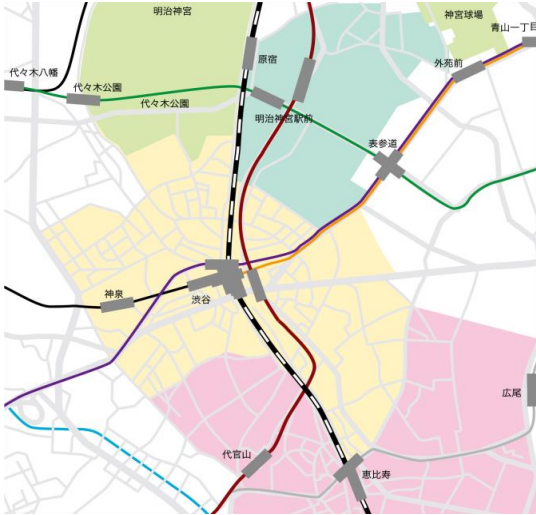 明治神宮
神宮球場
青山一丁目
原宿
外苑前
代々木八幡
代々木公園
代々木公園
明治神宮駅前
表参道
神泉
渋谷
広尾
代官山
恵比寿